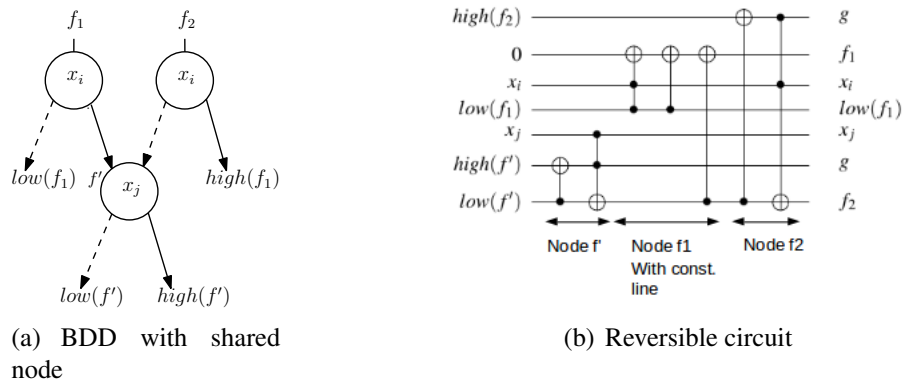 f1 f2
xi xi
low(f1) f' high(f1)
xj
low(f') high(f')
(a) BDD with shared
node
high(f2) g
0 f1
xi xi
low(f1) low(f1)
xj xj
high(f') g
low(f') f2
Node f' Node f1 Node f2
With const.
line
(b) Reversible circuit